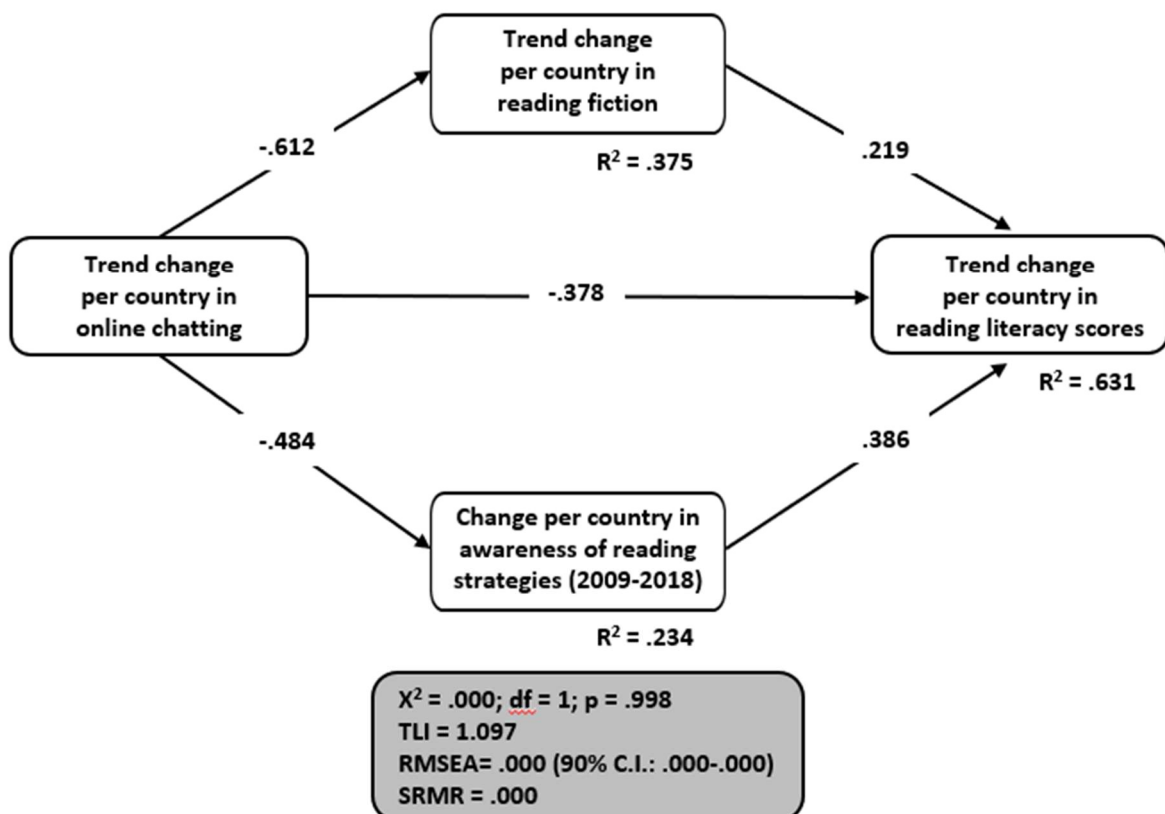 Trend change
per country in
reading fiction
R² = .375
-.612
.219
Trend change
per country in
online chatting
-.378
Trend change
per country in
reading literacy scores
R² = .631
-.484
.386
Change per country in
awareness of reading
strategies (2009-2018)
R² = .234
X² = .000; df = 1; p = .998
TLI = 1.097
RMSEA= .000 (90% C.I.: .000-.000)
SRMR = .000